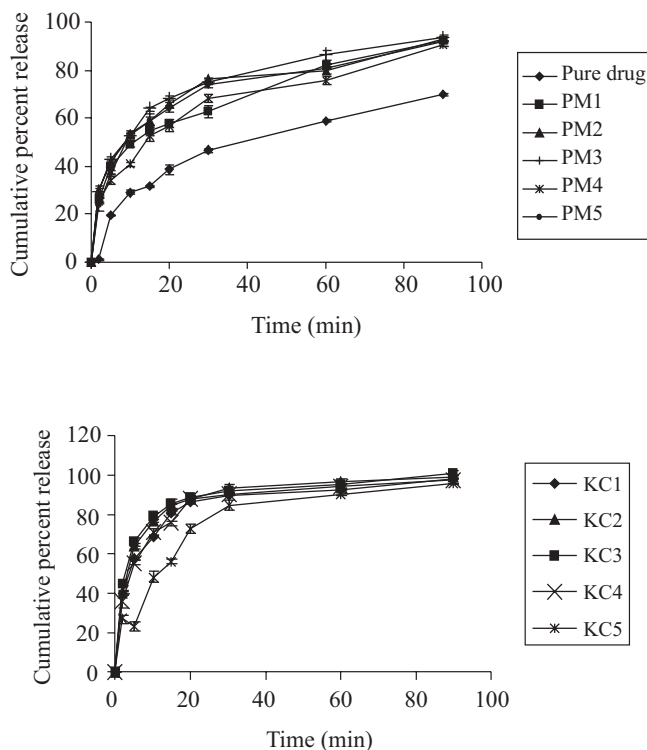 Cumulative percent release
100
80
60
40
20
0
0 20 40 60 80 100
Time (min)
Pure drug
PM1
PM2
PM3
PM4
PM5
Cumulative percent release
120
100
80
60
40
20
0
0 20 40 60 80 100
Time (min)
KC1
KC2
KC3
KC4
KC5